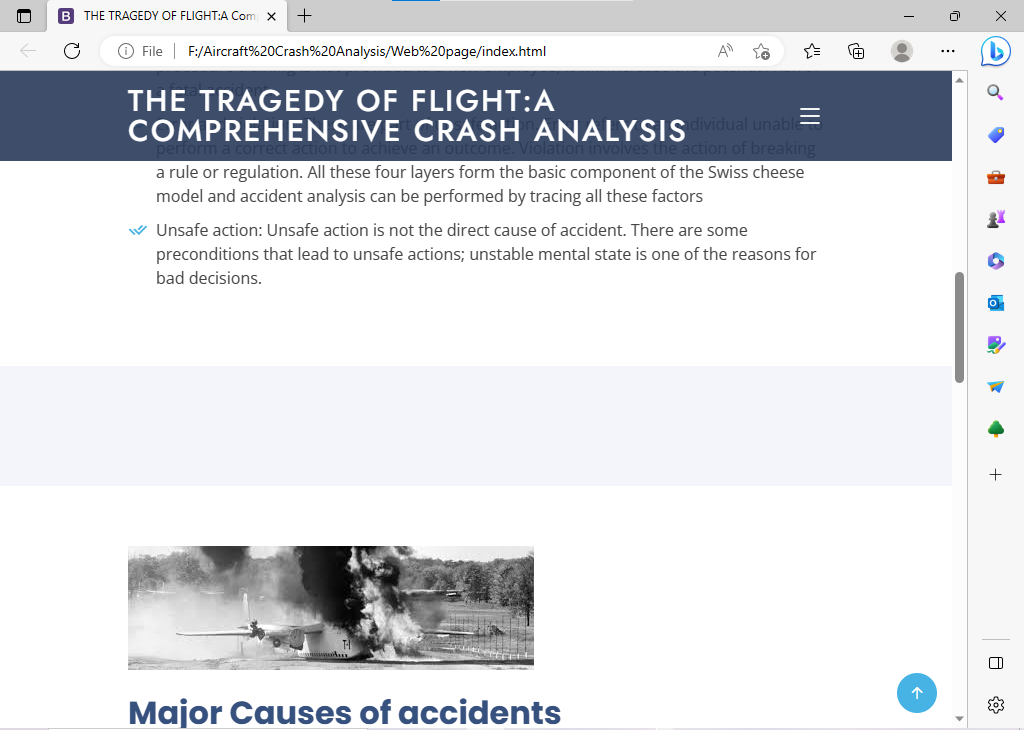 THE TRAGEDY OF FLIGHT:A Com
File
F:/Aircraft%20Crash%20Analysis/Web%20page/index.html
THE TRAGEDY OF FLIGHT:A
COMPREHENSIVE CRASH ANALYSIS
individual unable to
perform a correct action to achieve an outcome. Violation involves the action of breaking
a rule or regulation. All these four layers form the basic component of the Swiss cheese
model and accident analysis can be performed by tracing all these factors
Unsafe action: Unsafe action is not the direct cause of accident. There are some
preconditions that lead to unsafe actions; unstable mental state is one of the reasons for
bad decisions.
T-1
Major Causes of accidents